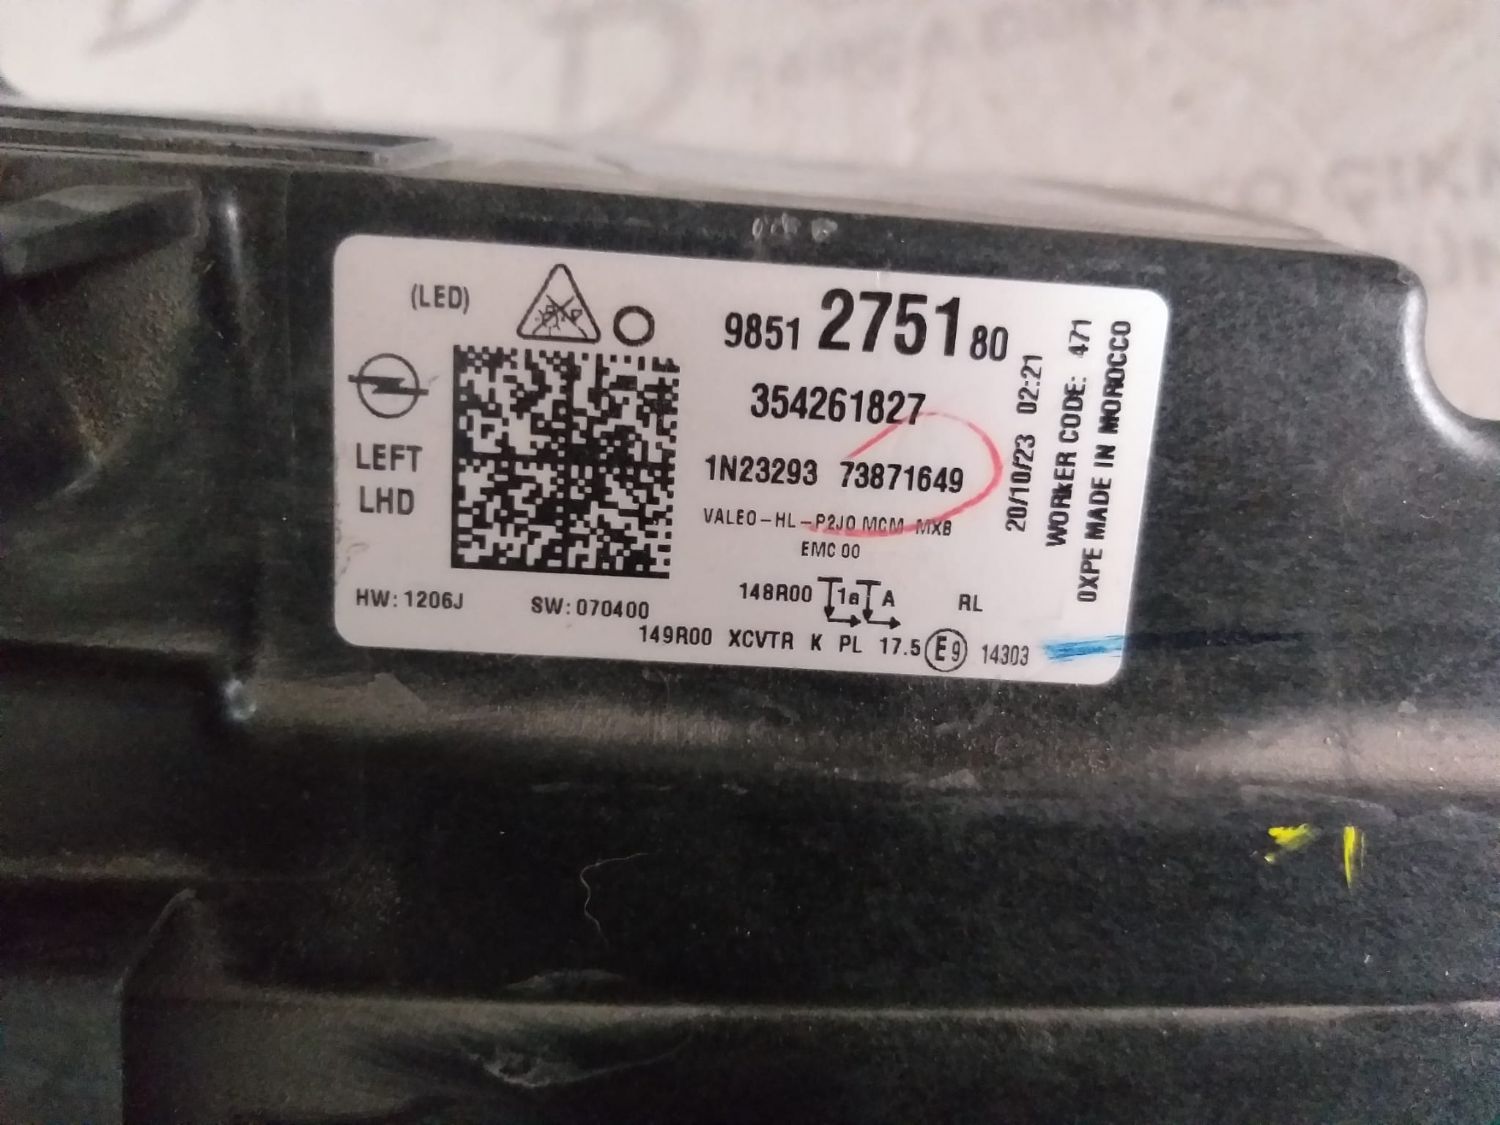 (LED)
9851 2751 80
354261827
LEFT
LHD
1N23293 73871649
VALEO-HL-P2JO MCM MXB
EMC 00
HW: 1206J
SW: 070400
148R00 1a A RL
149R00 XCVTR K PL 17.5 E9 14303
20/10/23 02:21
WORKER CODE: 471
0XPE MADE IN MOROCCO